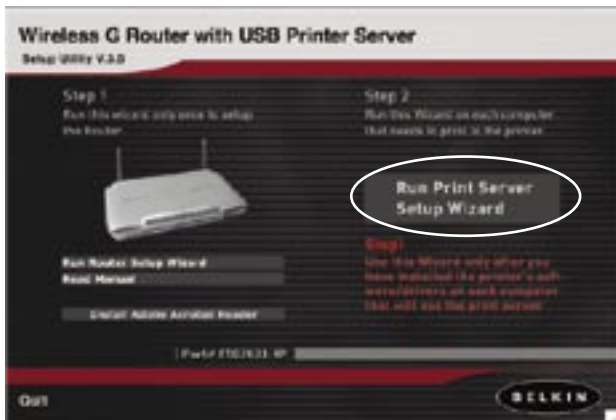 Wireless G Router with USB Printer Server
Setup Utility V.3.0
Step 1
Run this wizard only once to setup
the Router
Step 2
Run this Wizard on each computer
that needs to print to the printer
Run Print Server
Setup Wizard
Stop!
Use this Wizard only after you
have installed the printer's soft
ware/drivers on each computer
that will use the print server
Run Router Setup Wizard
Read Manual
Install Adobe Acrobat Reader
Part#
Quit
BELKIN